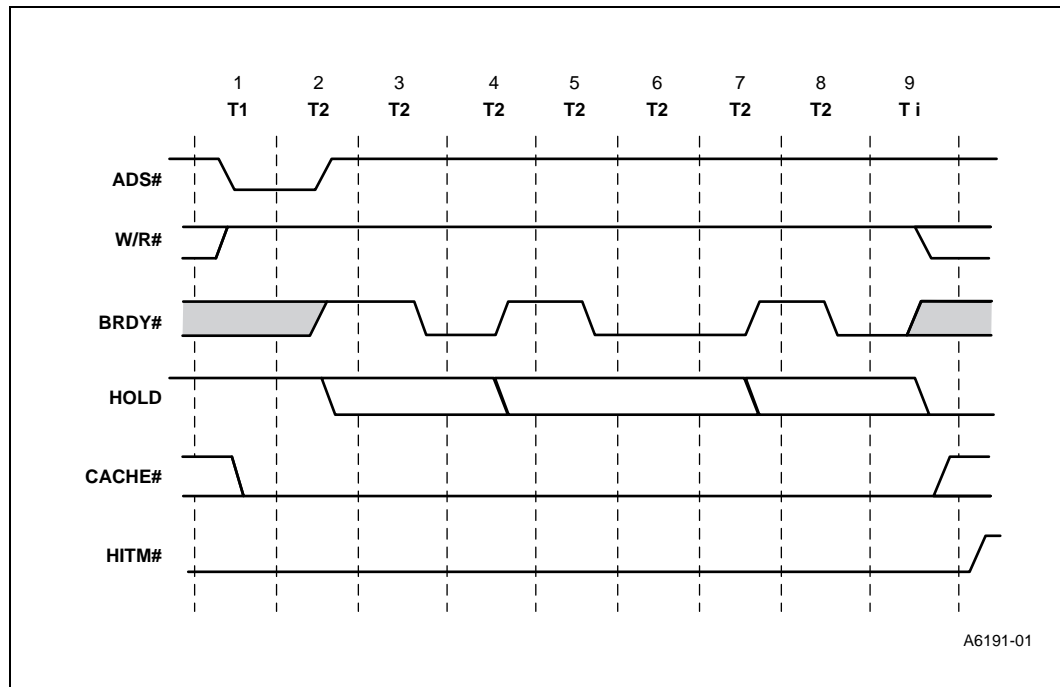 1 2 3 4 5 6 7 8 9
T1 T2 T2 T2 T2 T2 T2 T2 T i
ADS#
W/R#
BRDY#
HOLD
CACHE#
HITM#
A6191-01